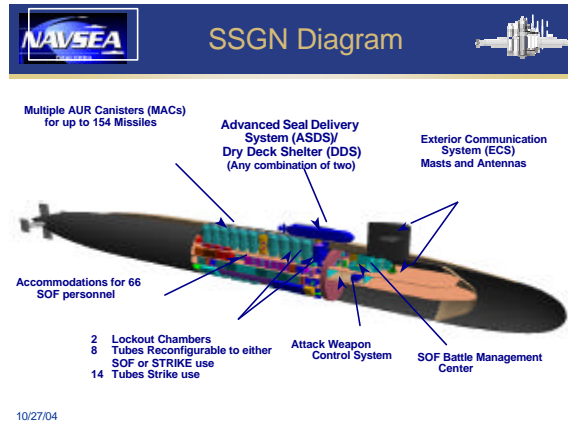 NAVSEA
SSGN Diagram
Multiple AUR Canisters (MACs)
for up to 154 Missiles
Advanced Seal Delivery
System (ASDS)/
Dry Deck Shelter (DDS)
(Any combination of two)
Exterior Communication
System (ECS)
Masts and Antennas
Accommodations for 66
SOF personnel
2 Lockout Chambers
8 Tubes Reconfigurable to either
SOF or STRIKE use
14 Tubes Strike use
Attack Weapon
Control System
SOF Battle Management
Center
10/27/04